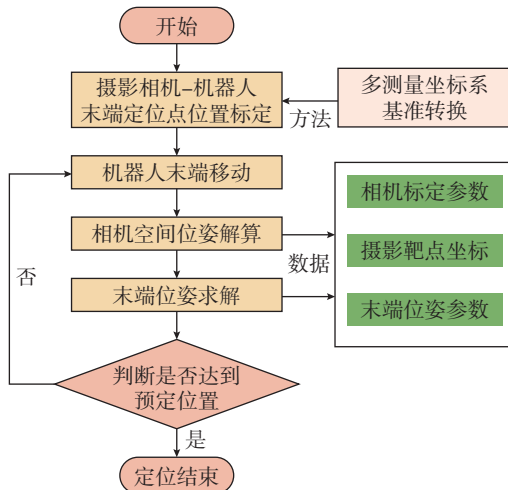 开始
摄影相机-机器人
末端定位点位置标定
方法
多测量坐标系
基准转换
机器人末端移动
相机空间位姿解算
数据
末端位姿求解
相机标定参数
摄影靶点坐标
末端位姿参数
否
判断是否达到
预定位置
是
定位结束